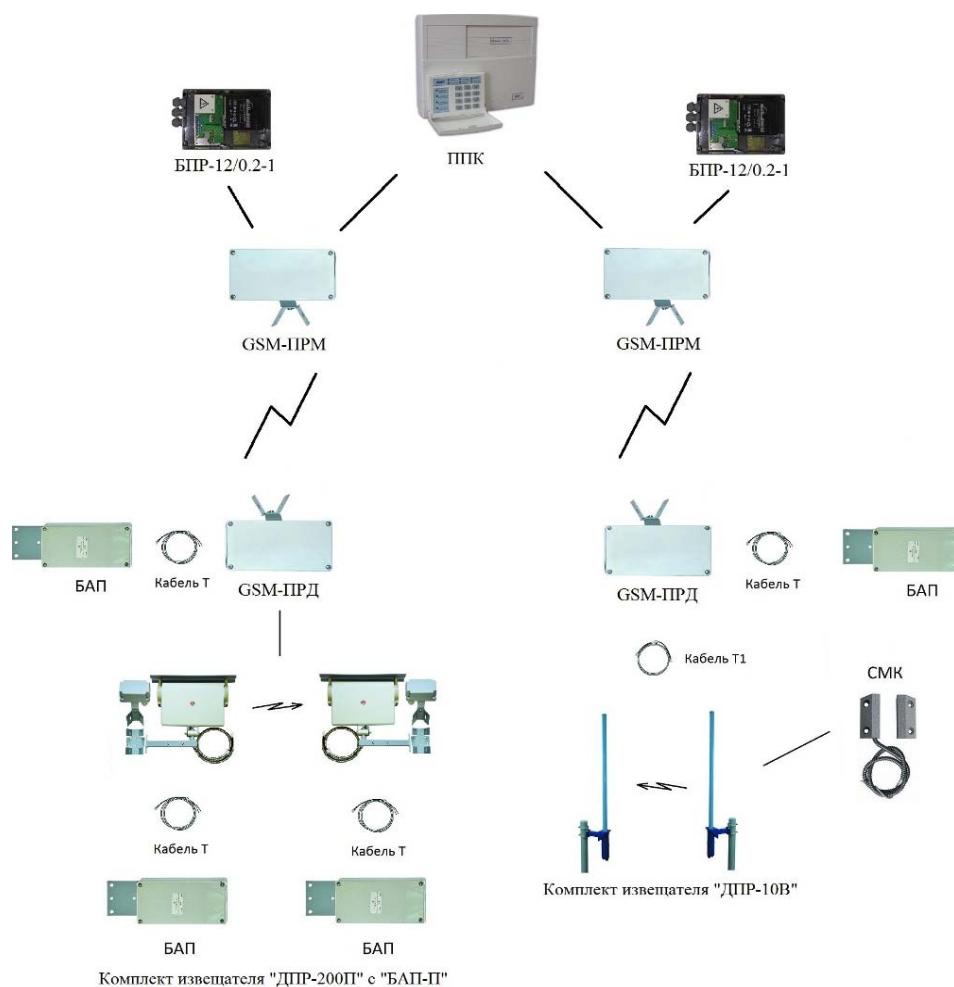 ППК
БПР-12/0.2-1
БПР-12/0.2-1
GSM-ПРМ
GSM-ПРМ
БАП
Кабель Т
GSM-ПРД
GSM-ПРД
Кабель Т
БАП
Кабель Т1
СМК
Кабель Т
Кабель Т
БАП
БАП
Комплект извещателя "ДПР-200П" с "БАП-П"
Комплект извещателя "ДПР-10В"